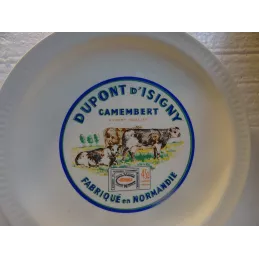 DUPONT D'ISIGNY
CAMEMBERT
FABRIQUÉ en NORMANDIE